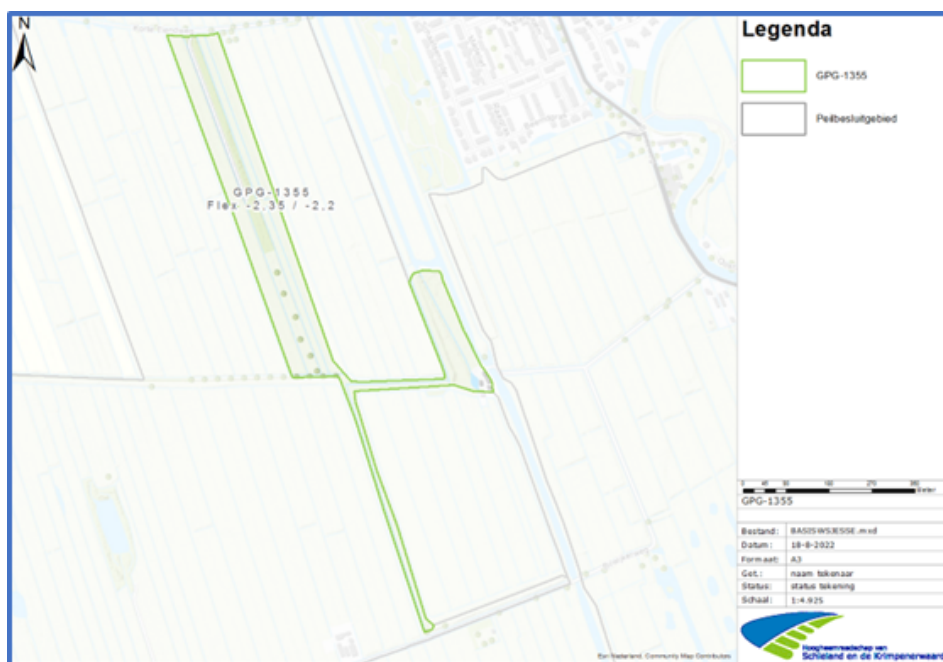 N
GPG-1355
Flex -2,35 / -2,2
Esri Nederland, Community Map Contributors
Legenda
GPG-1355
Peilbesluitgebied
GPG-1355
Bestand: BASISWSJESSE.mxd
Datum: 18-8-2022
Formaat: A3
Get.: naam tekenaar
Status: status tekening
Schaal: 1:4.925
Hoogheemraadschap van
Schieland en de Krimpenerwaard